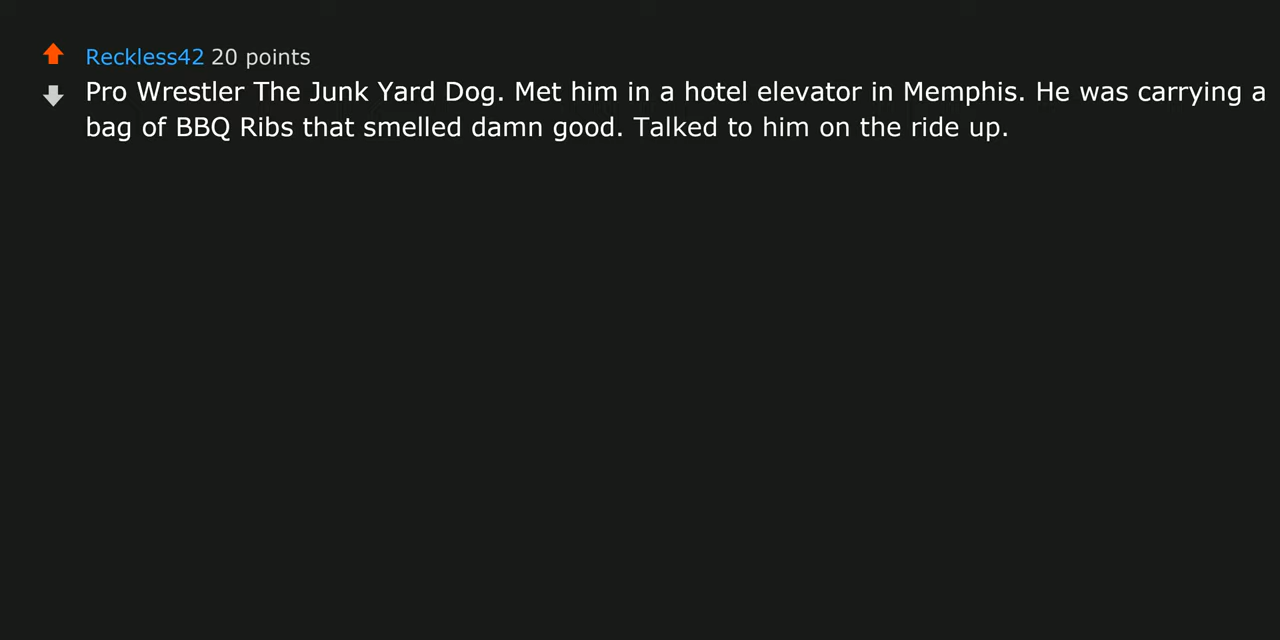 Reckless42 20 points
Pro Wrestler The Junk Yard Dog. Met him in a hotel elevator in Memphis. He was carrying a
bag of BBQ Ribs that smelled damn good. Talked to him on the ride up.